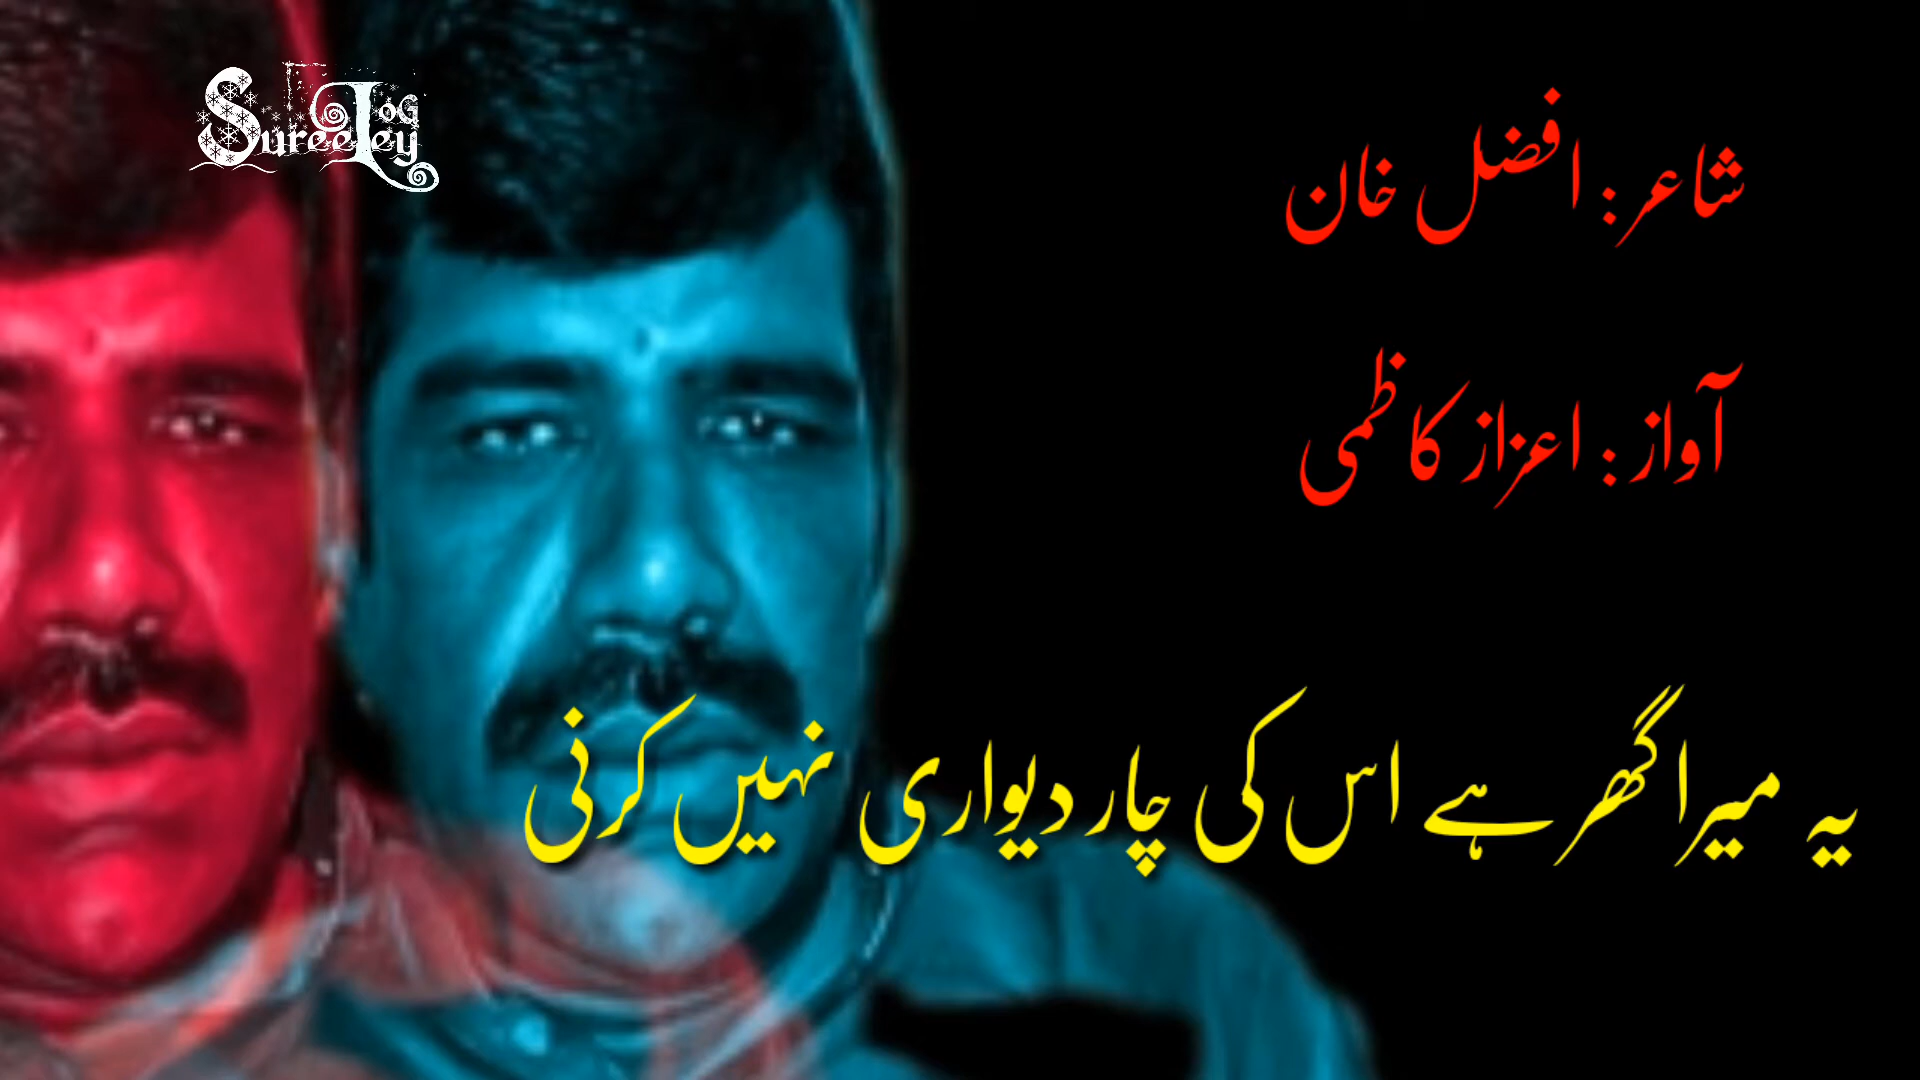 Sureeley Log
شاعر: افضل خان
آواز: اعزاز کاظمی
یہ میرا گھر ہے اس کی چار دیواری نہیں کرنی